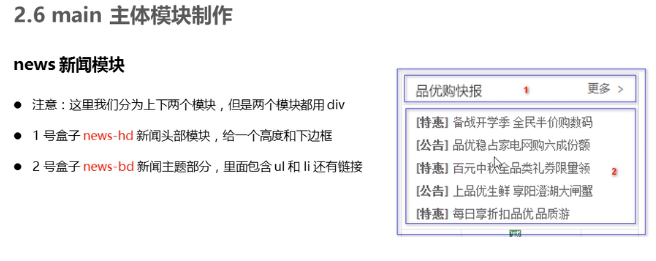 2.6 main 主体模块制作
news 新闻模块
● 注意：这里我们分为上下两个模块，但是两个模块都用 div
● 1 号盒子 news-hd 新闻头部模块，给一个高度和下边框
● 2 号盒子 news-bd 新闻主题部分，里面包含 ul 和 li 还有链接
品优购快报 1 更多 >
[特惠] 备战开学季 全民半价购数码
[公告] 品优稳占家电网购六成份额
[特惠] 百元中秋全品类礼券限量领 2
[公告] 上品优生鲜 享阳澄湖大闸蟹
[特惠] 每日享折扣品优品质游